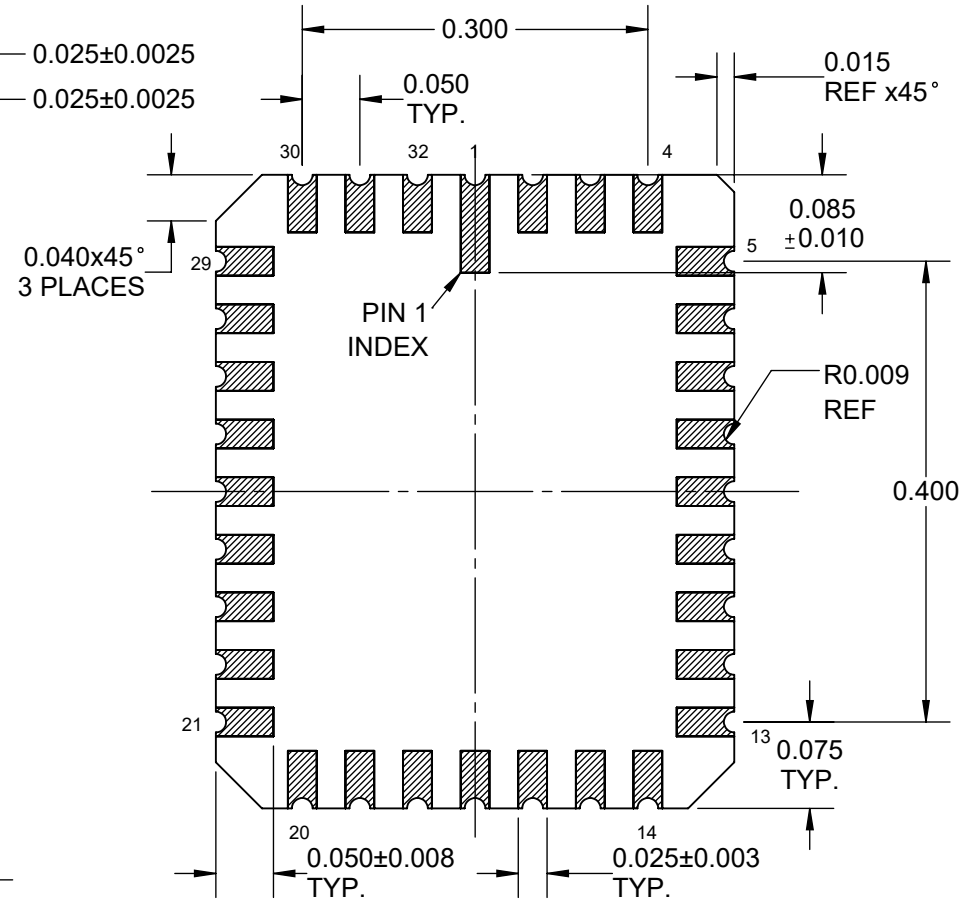 0.025±0.0025
0.300
0.025±0.0025
0.050
TYP.
0.015
REF x45°
30
32
1
4
0.085
±0.010
0.040x45°
3 PLACES
29
5
PIN 1
INDEX
R0.009
REF
0.400
21
13
0.075
TYP.
20
14
0.050±0.008
TYP.
0.025±0.003
TYP.